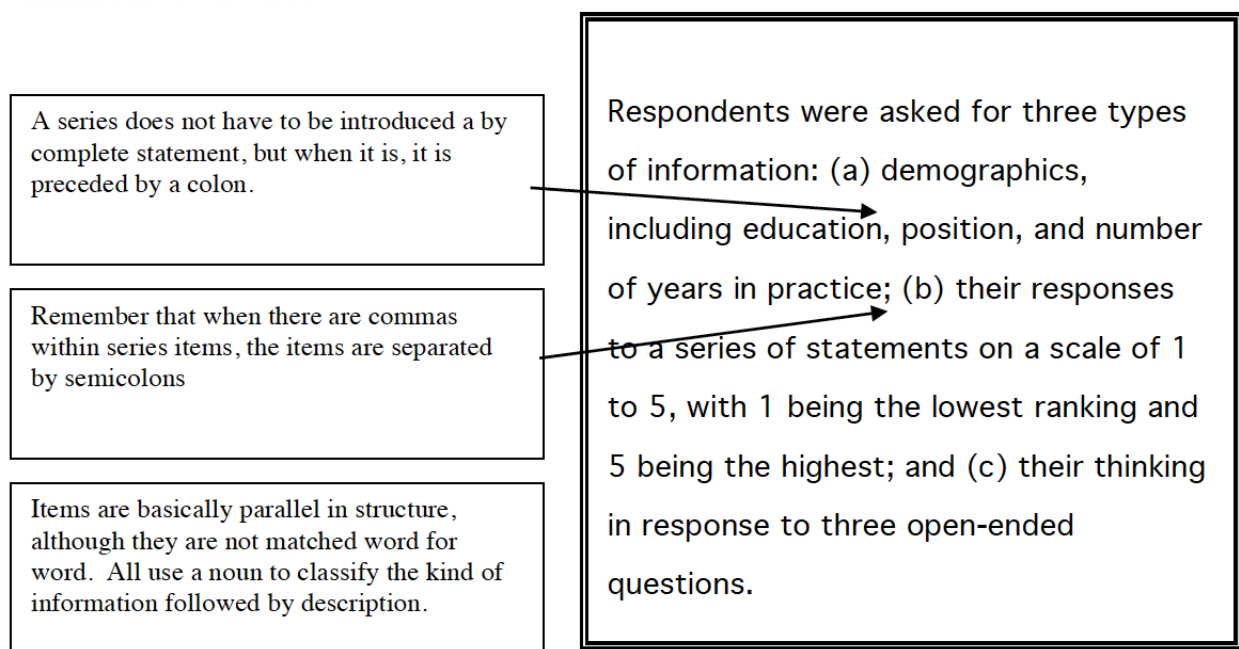 A series does not have to be introduced a by
complete statement, but when it is, it is
preceded by a colon.
Remember that when there are commas
within series items, the items are separated
by semicolons
Items are basically parallel in structure,
although they are not matched word for
word.  All use a noun to classify the kind of
information followed by description.
Respondents were asked for three types
of information: (a) demographics,
including education, position, and number
of years in practice; (b) their responses
to a series of statements on a scale of 1
to 5, with 1 being the lowest ranking and
5 being the highest; and (c) their thinking
in response to three open-ended
questions.